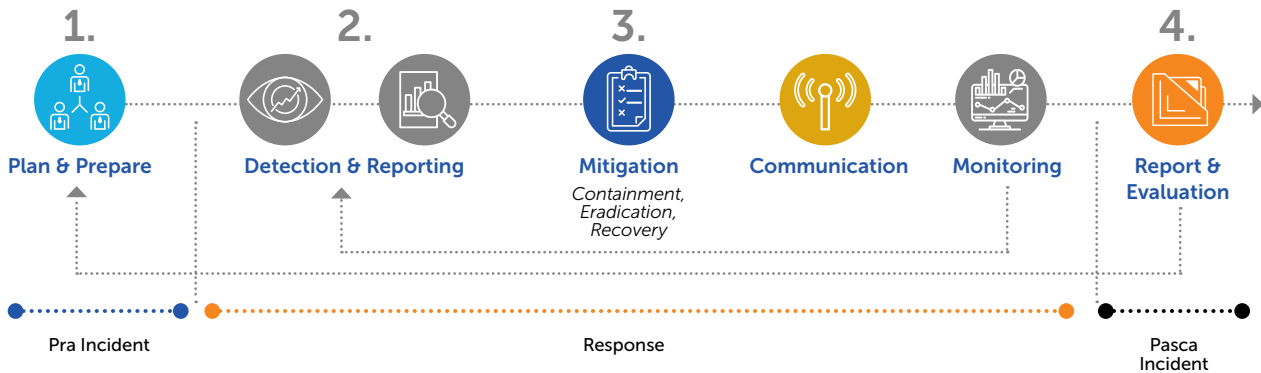 1.
2.
3.
4.
Plan & Prepare
Detection & Reporting
Mitigation
Containment,
Eradication,
Recovery
Communication
Monitoring
Report &
Evaluation
Pra Incident
Response
Pasca
Incident